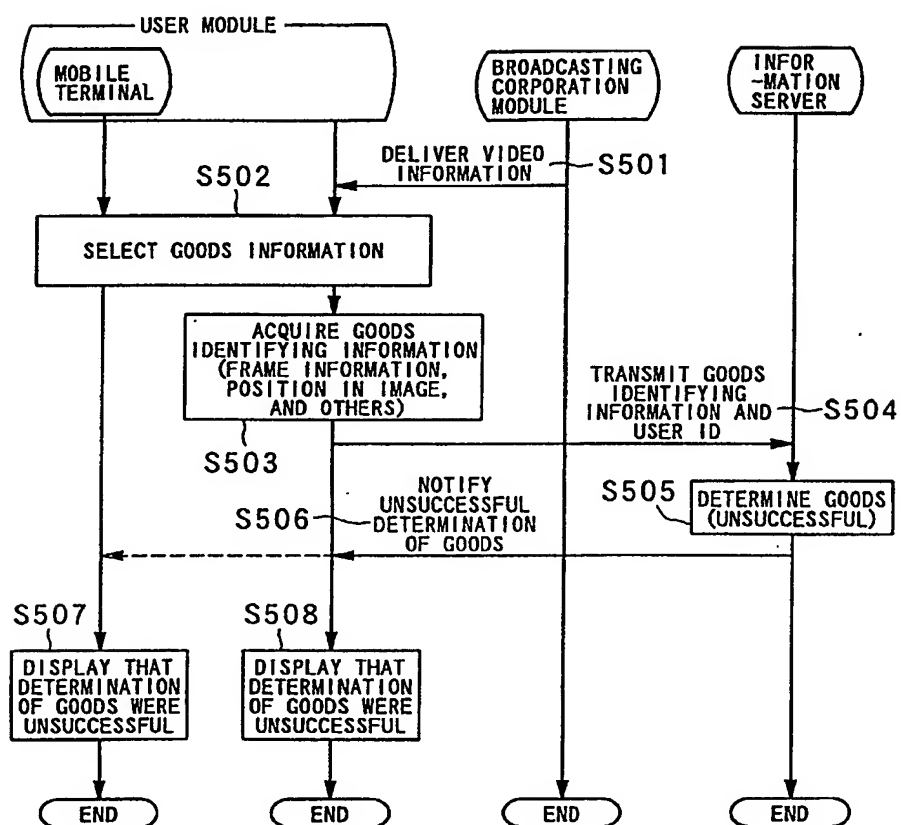 USER MODULE
MOBILE
TERMINAL
BROADCASTING
CORPORATION
MODULE
INFOR
-MATION
SERVER
DELIVER VIDEO
INFORMATION
S501
S502
SELECT GOODS INFORMATION
ACQUIRE GOODS
IDENTIFYING INFORMATION
(FRAME INFORMATION,
POSITION IN IMAGE,
AND OTHERS)
S503
TRANSMIT GOODS
IDENTIFYING
INFORMATION AND
USER ID
S504
S505
DETERMINE GOODS
(UNSUCCESSFUL)
NOTIFY
UNSUCCESSFUL
DETERMINATION
OF GOODS
S506
S507
DISPLAY THAT
DETERMINATION
OF GOODS WERE
UNSUCCESSFUL
S508
DISPLAY THAT
DETERMINATION
OF GOODS WERE
UNSUCCESSFUL
END
END
END
END